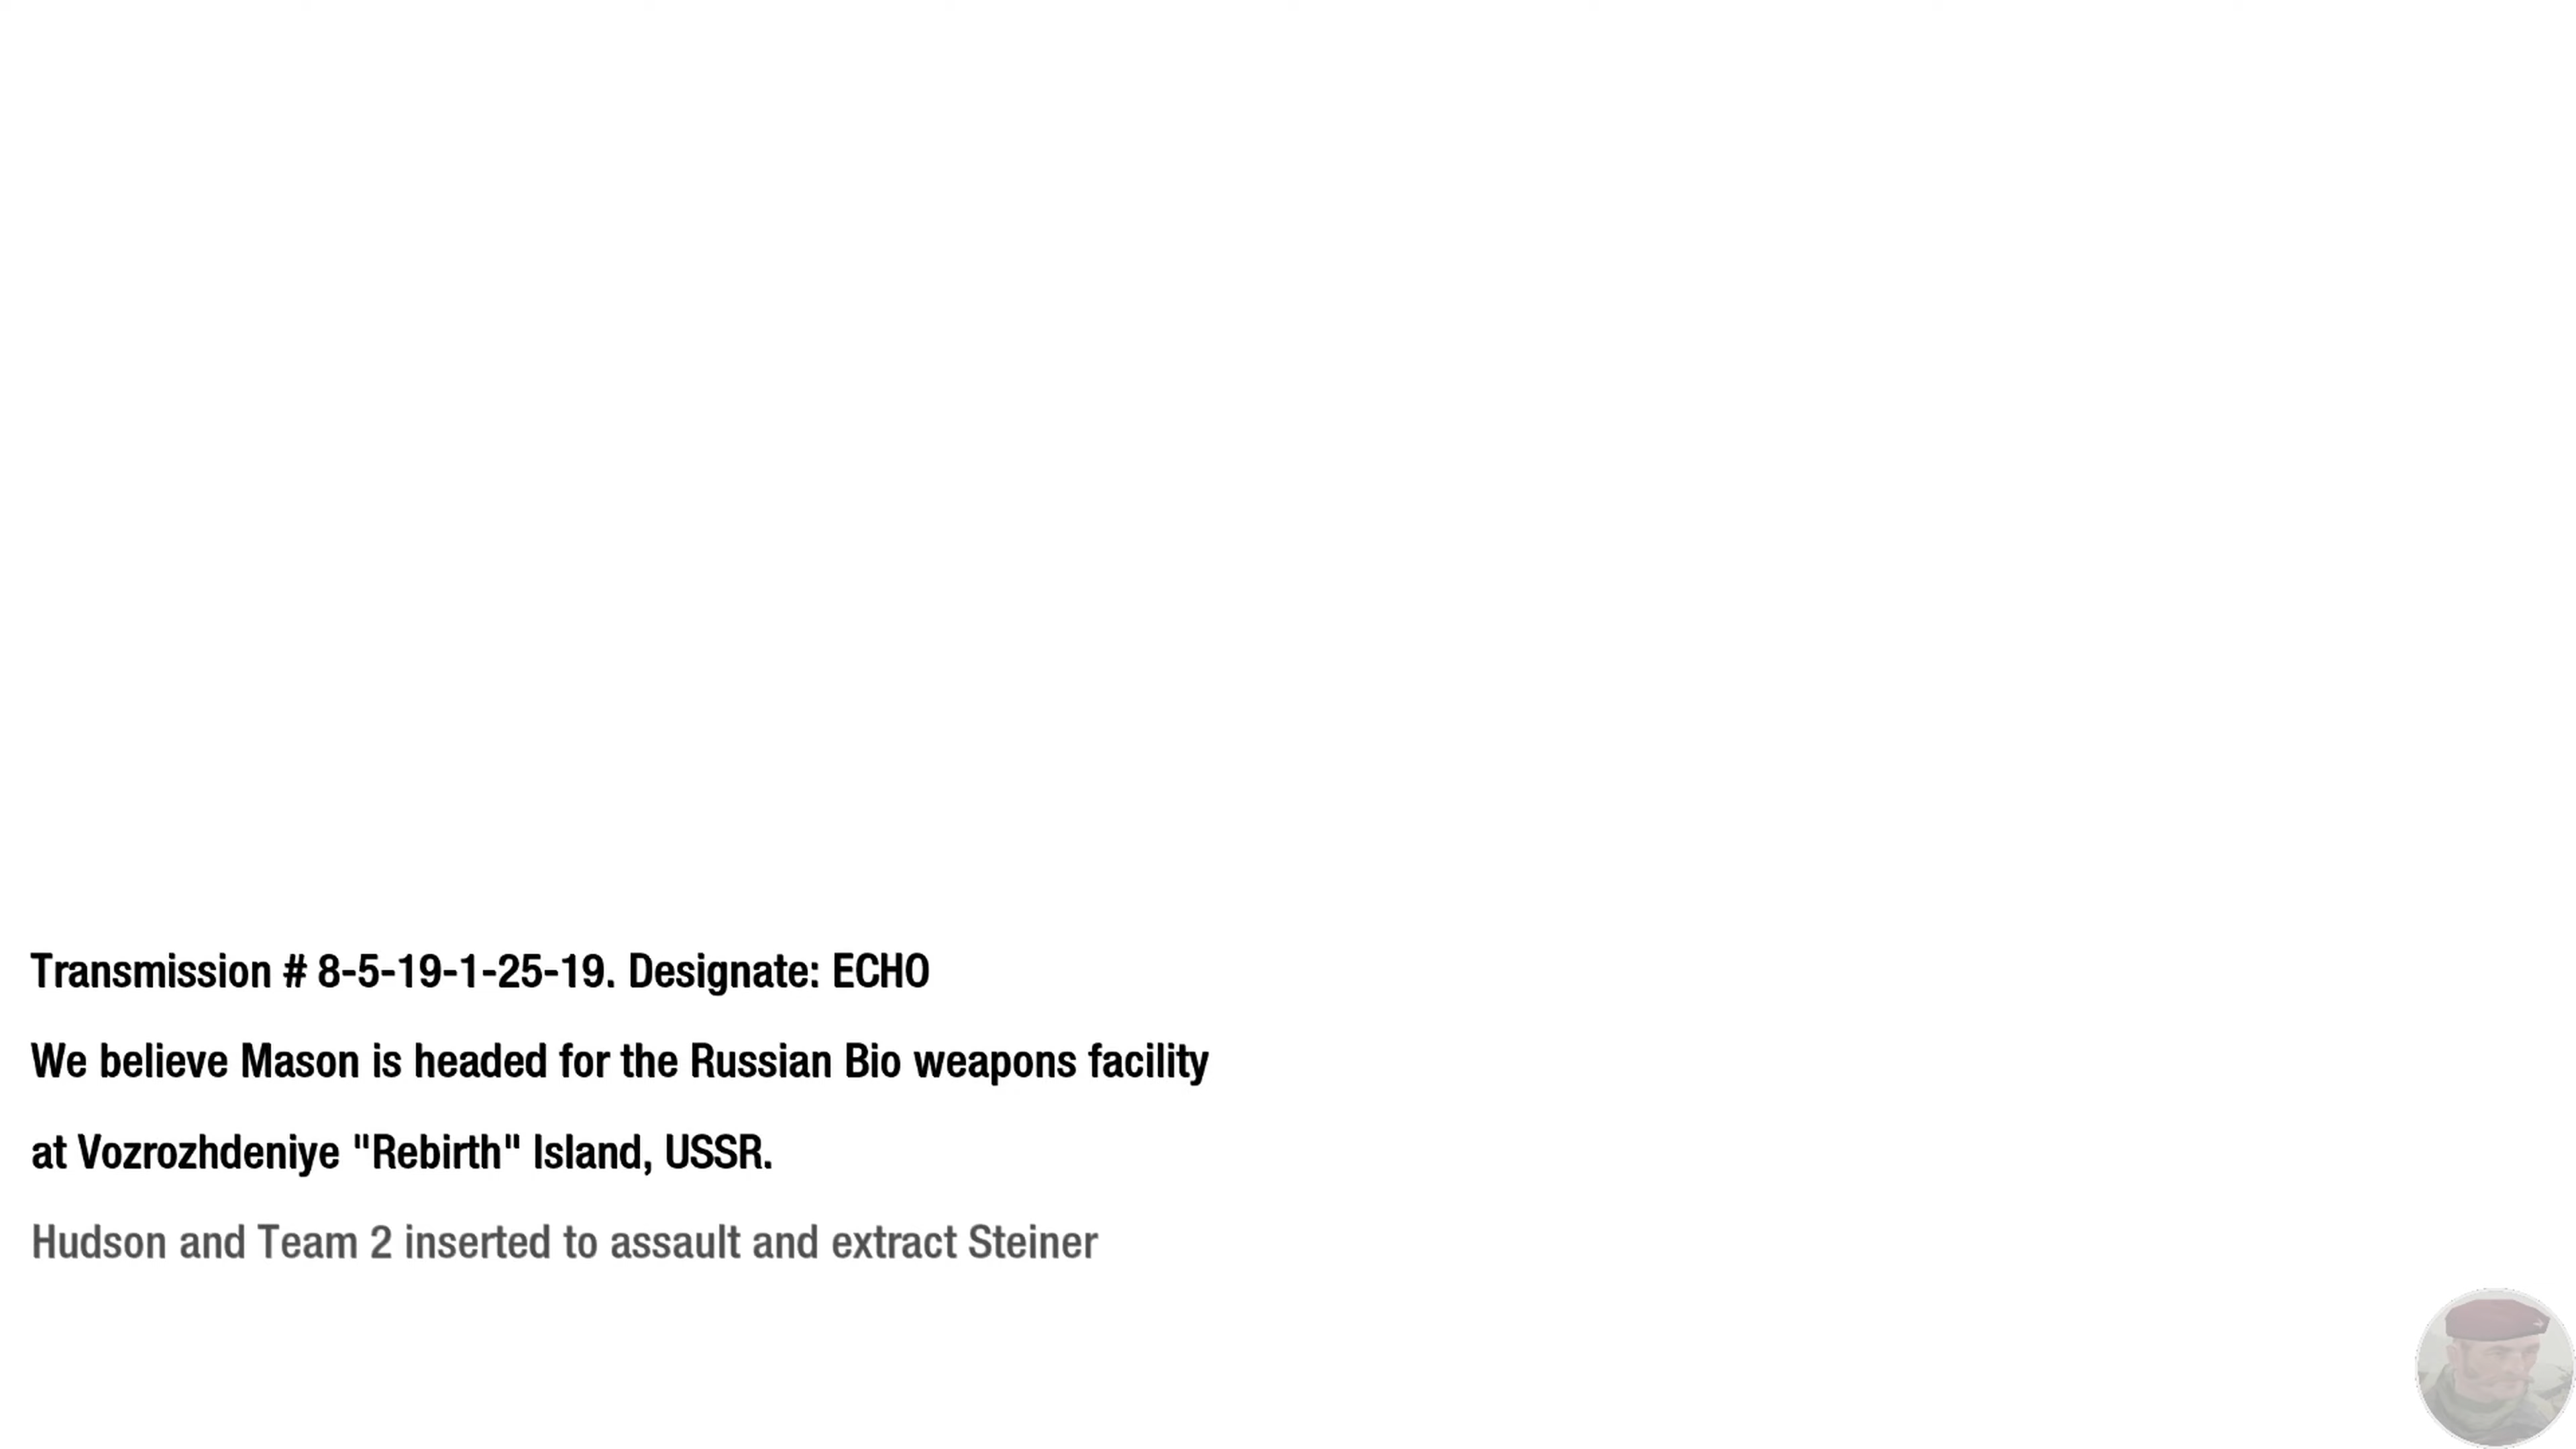 Transmission # 8-5-19-1-25-19. Designate: ECHO
We believe Mason is headed for the Russian Bio weapons facility
at Vozrozhdeniye "Rebirth" Island, USSR.
Hudson and Team 2 inserted to assault and extract Steiner